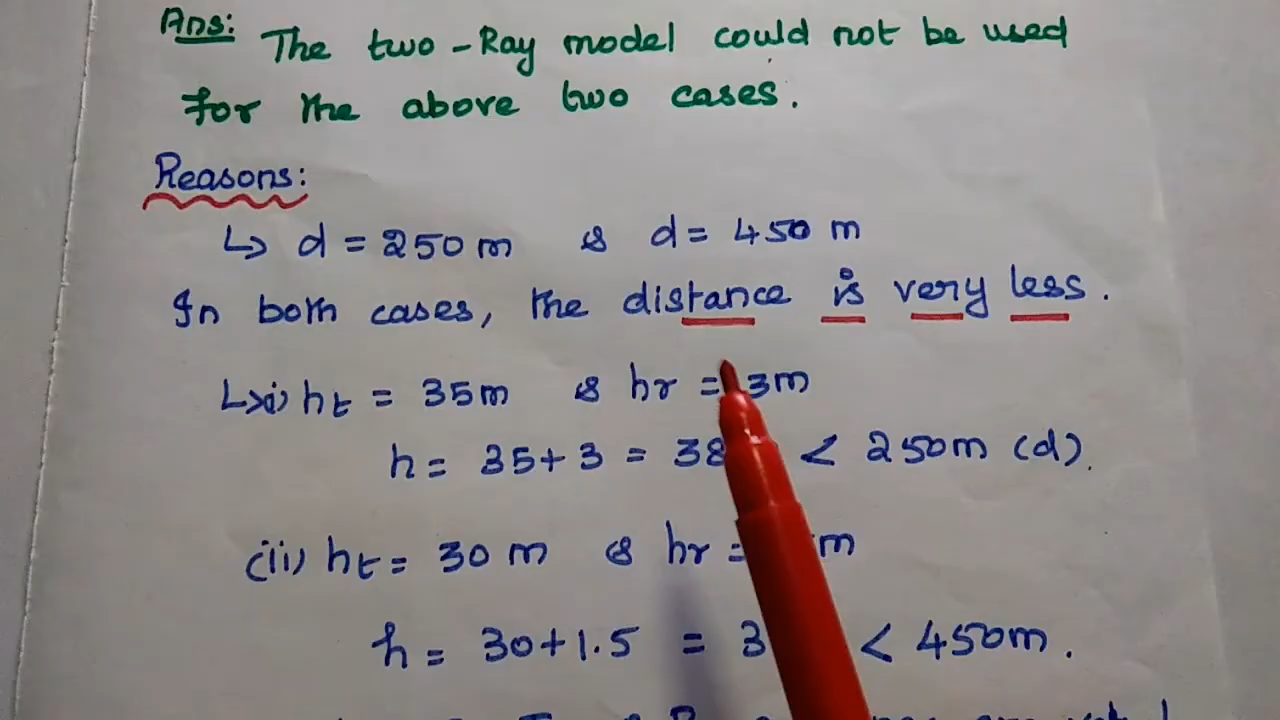 Ans: The two-Ray model could not be used
for the above two cases.
Reasons:
↳ d = 250 m & d = 450 m
In both cases, the distance is very less.
↳ i) ht = 35m & hr = 3m
h = 35+3 = 38 < 250m (d).
(ii) ht = 30 m & hr = m
h = 30+1.5 = 3 < 450m.